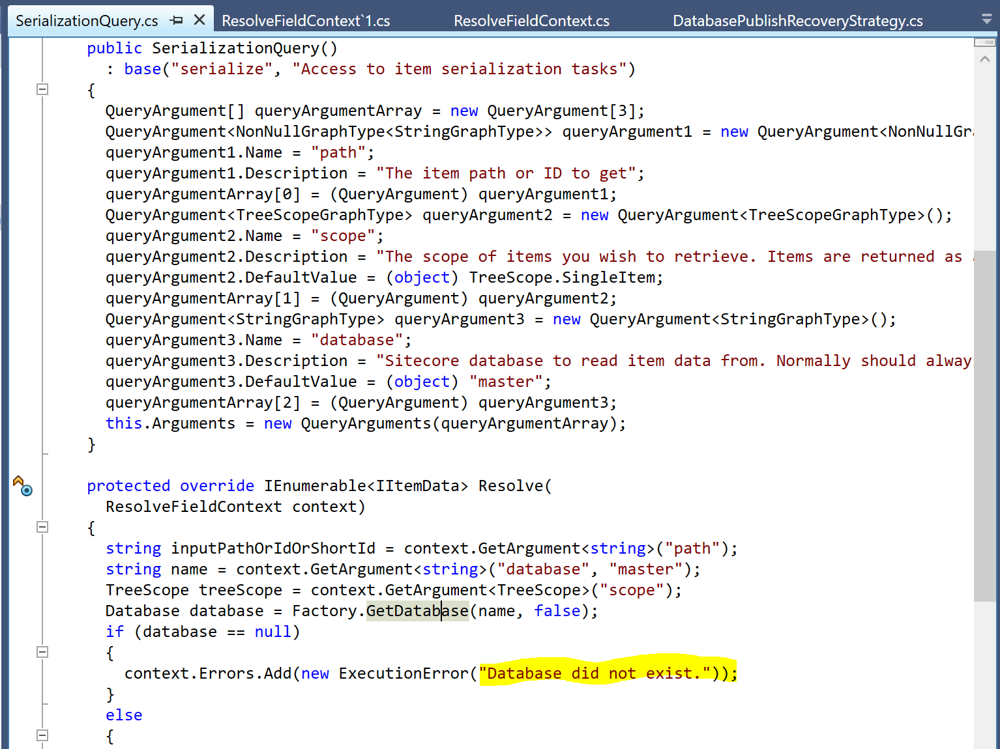 SerializationQuery.cs ResolveFieldContext`1.cs ResolveFieldContext.cs DatabasePublishRecoveryStrategy.cs
public SerializationQuery()
: base("serialize", "Access to item serialization tasks")
{
QueryArgument[] queryArgumentArray = new QueryArgument[3];
QueryArgument<NonNullGraphType<StringGraphType>> queryArgument1 = new QueryArgument<NonNullGr
queryArgument1.Name = "path";
queryArgument1.Description = "The item path or ID to get";
queryArgumentArray[0] = (QueryArgument) queryArgument1;
QueryArgument<TreeScopeGraphType> queryArgument2 = new QueryArgument<TreeScopeGraphType>();
queryArgument2.Name = "scope";
queryArgument2.Description = "The scope of items you wish to retrieve. Items are returned as
queryArgument2.DefaultValue = (object) TreeScope.SingleItem;
queryArgumentArray[1] = (QueryArgument) queryArgument2;
QueryArgument<StringGraphType> queryArgument3 = new QueryArgument<StringGraphType>();
queryArgument3.Name = "database";
queryArgument3.Description = "Sitecore database to read item data from. Normally should alway
queryArgument3.DefaultValue = (object) "master";
queryArgumentArray[2] = (QueryArgument) queryArgument3;
this.Arguments = new QueryArguments(queryArgumentArray);
}
protected override IEnumerable<IItemData> Resolve(
ResolveFieldContext context)
{
string inputPathOrIdOrShortId = context.GetArgument<string>("path");
string name = context.GetArgument<string>("database", "master");
TreeScope treeScope = context.GetArgument<TreeScope>("scope");
Database database = Factory.GetDatabase(name, false);
if (database == null)
{
context.Errors.Add(new ExecutionError("Database did not exist."));
}
else
{